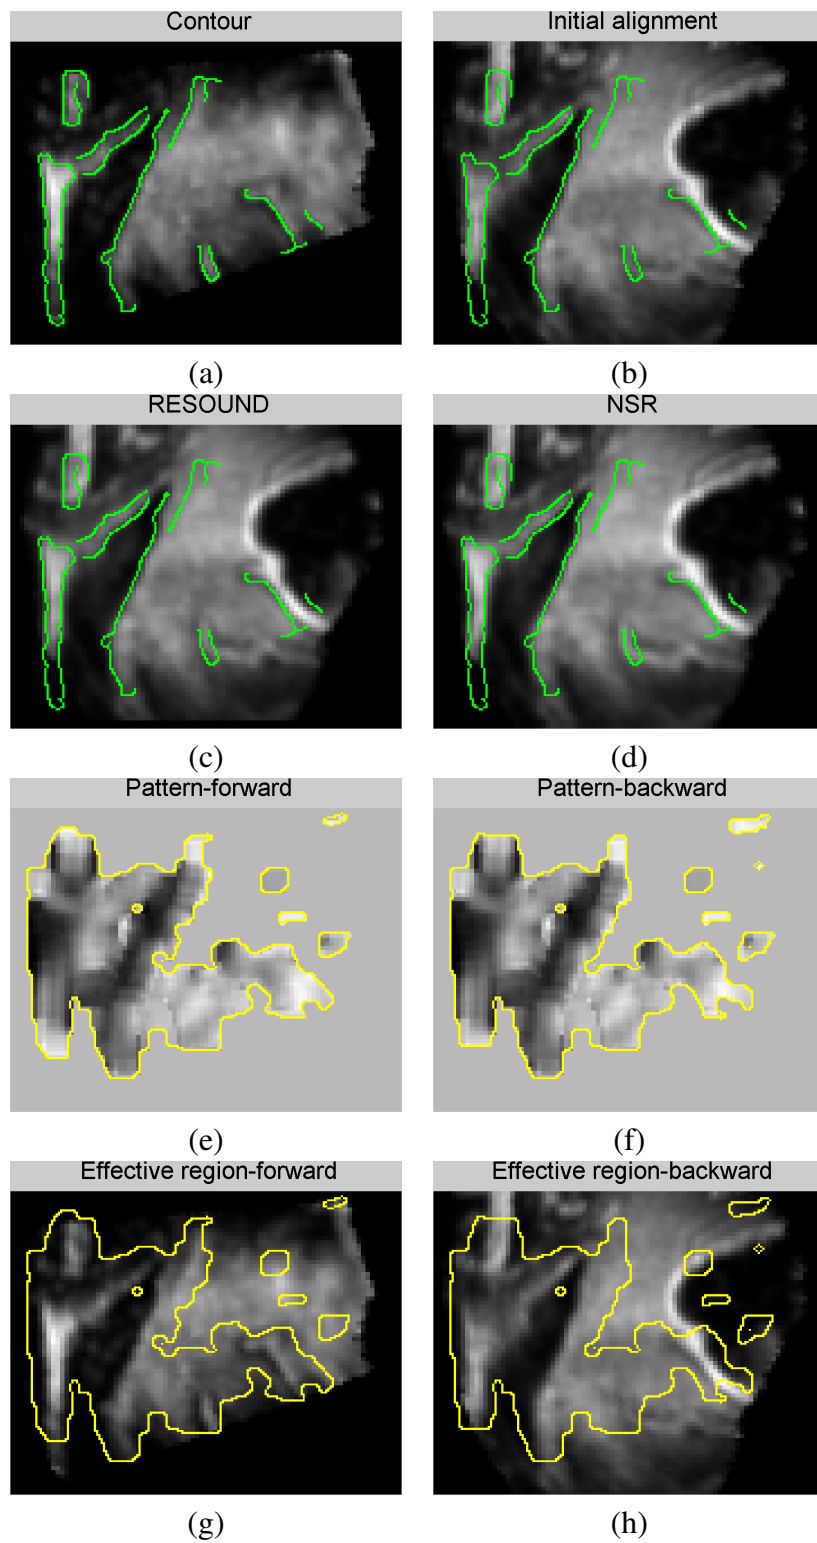 Contour
Initial alignment
(a)
(b)
RESOUND
NSR
(c)
(d)
Pattern-forward
Pattern-backward
(e)
(f)
Effective region-forward
Effective region-backward
(g)
(h)